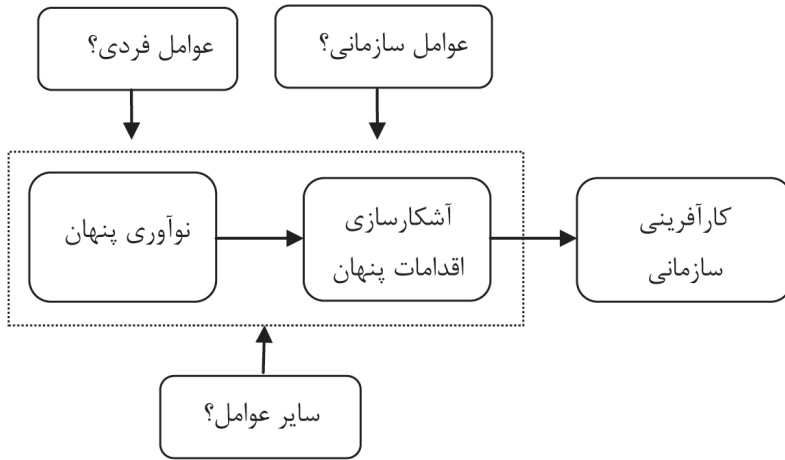 عوامل سازمانی؟
عوامل فردی؟
نوآوری پنهان
آشکارسازی
اقدامات پنهان
کارآفرینی
سازمانی
سایر عوامل؟